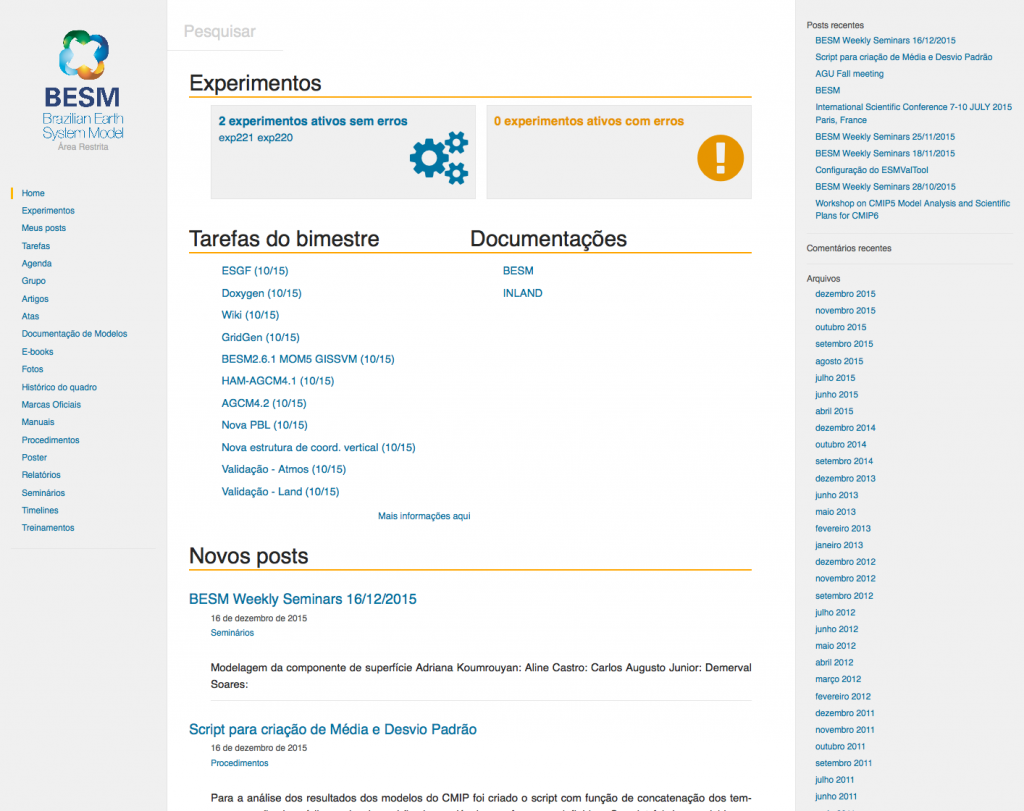 BESM
Brazilian Earth
System Model
Área Restrita
Home
Experimentos
Meus posts
Tarefas
Agenda
Grupo
Artigos
Atas
Documentação de Modelos
E-books
Fotos
Histórico do quadro
Marcas Oficiais
Manuais
Procedimentos
Poster
Relatórios
Seminários
Timelines
Treinamentos
Pesquisar
Experimentos
2 experimentos ativos sem erros
exp221 exp220
0 experimentos ativos com erros
Tarefas do bimestre
ESGF (10/15)
Doxygen (10/15)
Wiki (10/15)
GridGen (10/15)
BESM2.6.1 MOM5 GISSVM (10/15)
HAM-AGCM4.1 (10/15)
AGCM4.2 (10/15)
Nova PBL (10/15)
Nova estrutura de coord. vertical (10/15)
Validação - Atmos (10/15)
Validação - Land (10/15)
Mais informações aqui
Documentações
BESM
INLAND
Novos posts
BESM Weekly Seminars 16/12/2015
16 de dezembro de 2015
Seminários
Modelagem da componente de superfície Adriana Koumrouyan: Aline Castro: Carlos Augusto Junior: Demerval
Soares:
Script para criação de Média e Desvio Padrão
16 de dezembro de 2015
Procedimentos
Para a análise dos resultados dos modelos do CMIP foi criado o script com função de concatenação dos tem-
Posts recentes
BESM Weekly Seminars 16/12/2015
Script para criação de Média e Desvio Padrão
AGU Fall meeting
BESM
International Scientific Conference 7-10 JULY 2015
Paris, France
BESM Weekly Seminars 25/11/2015
BESM Weekly Seminars 18/11/2015
Configuração do ESMValTool
BESM Weekly Seminars 28/10/2015
Workshop on CMIP5 Model Analysis and Scientific
Plans for CMIP6
Comentários recentes
Arquivos
dezembro 2015
novembro 2015
outubro 2015
setembro 2015
agosto 2015
julho 2015
junho 2015
abril 2015
dezembro 2014
outubro 2014
setembro 2014
dezembro 2013
junho 2013
maio 2013
fevereiro 2013
janeiro 2013
dezembro 2012
novembro 2012
setembro 2012
julho 2012
junho 2012
maio 2012
abril 2012
março 2012
fevereiro 2012
dezembro 2011
novembro 2011
outubro 2011
setembro 2011
julho 2011
junho 2011